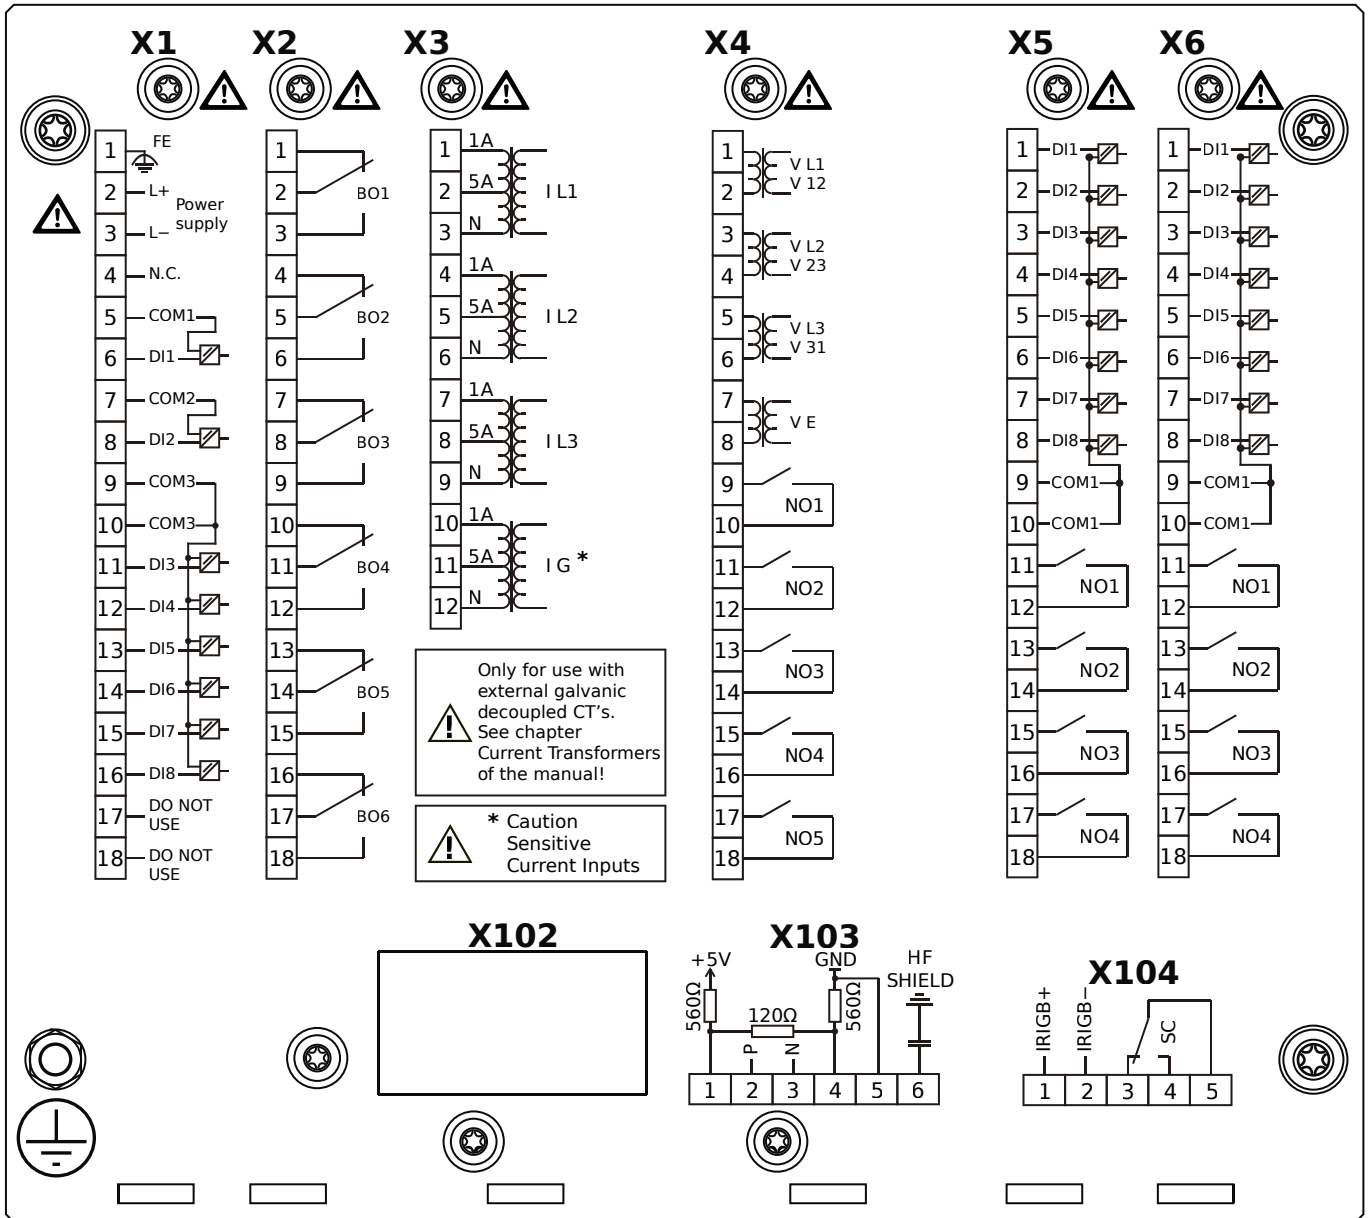 X1
X2
X3
X4
X5
X6
1 FE
2 L+
Power
supply
3 L−
4 N.C.
5 COM1
6 DI1
7 COM2
8 DI2
9 COM3
10 COM3
11 DI3
12 DI4
13 DI5
14 DI6
15 DI7
16 DI8
17 DO NOT
USE
18 DO NOT
USE
1
2 BO1
3
4
5 BO2
6
7
8 BO3
9
10
11 BO4
12
13
14 BO5
15
16
17 BO6
18
1 1A
2 5A I L1
3 N
4 1A
5 5A I L2
6 N
7 1A
8 5A I L3
9 N
10 1A
11 5A I G *
12 N
Only for use with
external galvanic
decoupled CT's.
See chapter
Current Transformers
of the manual!
* Caution
Sensitive
Current Inputs
1 V L1
2 V 12
3 V L2
4 V 23
5 V L3
6 V 31
7 V E
8
9
NO1
10
11
NO2
12
13
NO3
14
15
NO4
16
17
NO5
18
1 DI1
2 DI2
3 DI3
4 DI4
5 DI5
6 DI6
7 DI7
8 DI8
9 COM1
10 COM1
11
NO1
12
13
NO2
14
15
NO3
16
17
NO4
18
1 DI1
2 DI2
3 DI3
4 DI4
5 DI5
6 DI6
7 DI7
8 DI8
9 COM1
10 COM1
11
NO1
12
13
NO2
14
15
NO3
16
17
NO4
18
X102
X103
+5V
GND
HF
SHIELD
560Ω
120Ω
560Ω
P
N
1 2 3 4 5 6
X104
IRIGB+
IRIGB−
SC
1 2 3 4 5